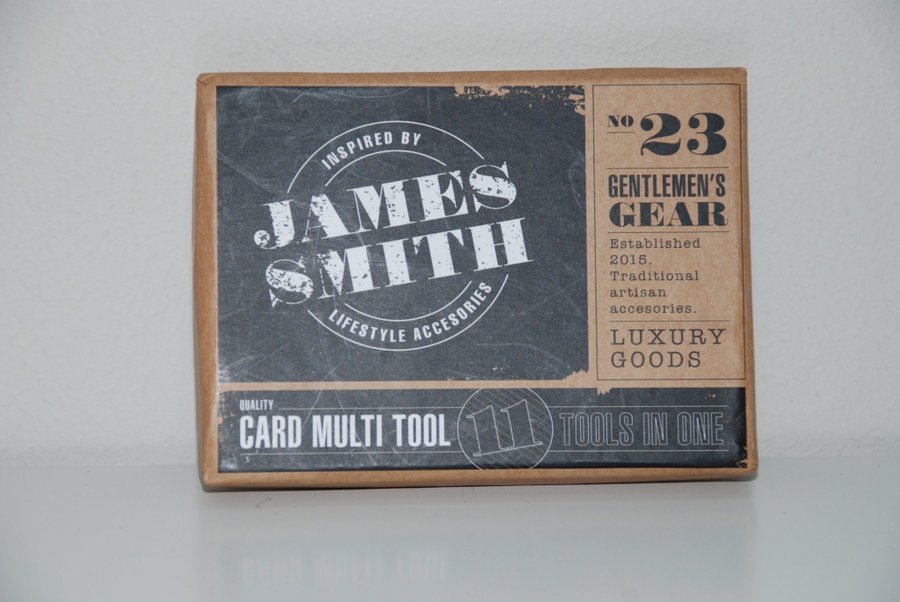 INSPIRED BY
JAMES
SMITH
LIFESTYLE ACCESORIES
NO 23
GENTLEMEN'S
GEAR
Established
2015.
Traditional
artisan
accesories.
LUXURY
GOODS
QUALITY
CARD MULTI TOOL
11
TOOLS IN ONE